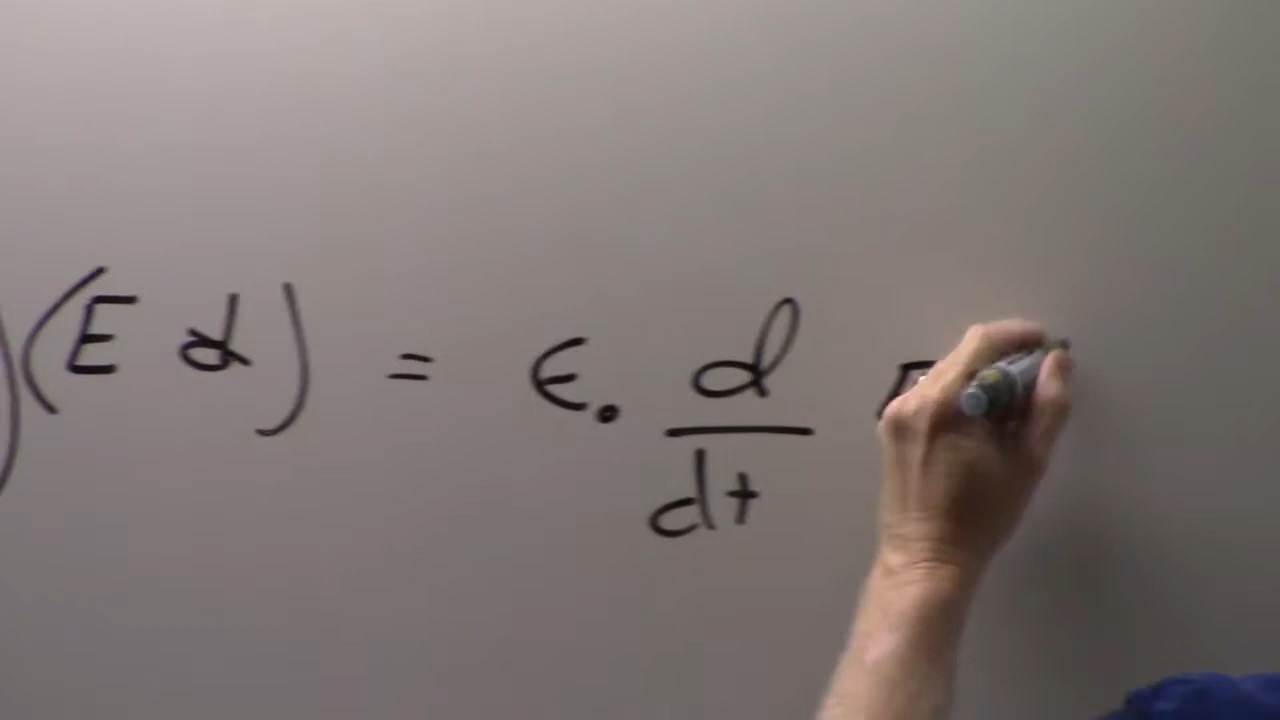 )(E d) = ϵ₀ d/dt